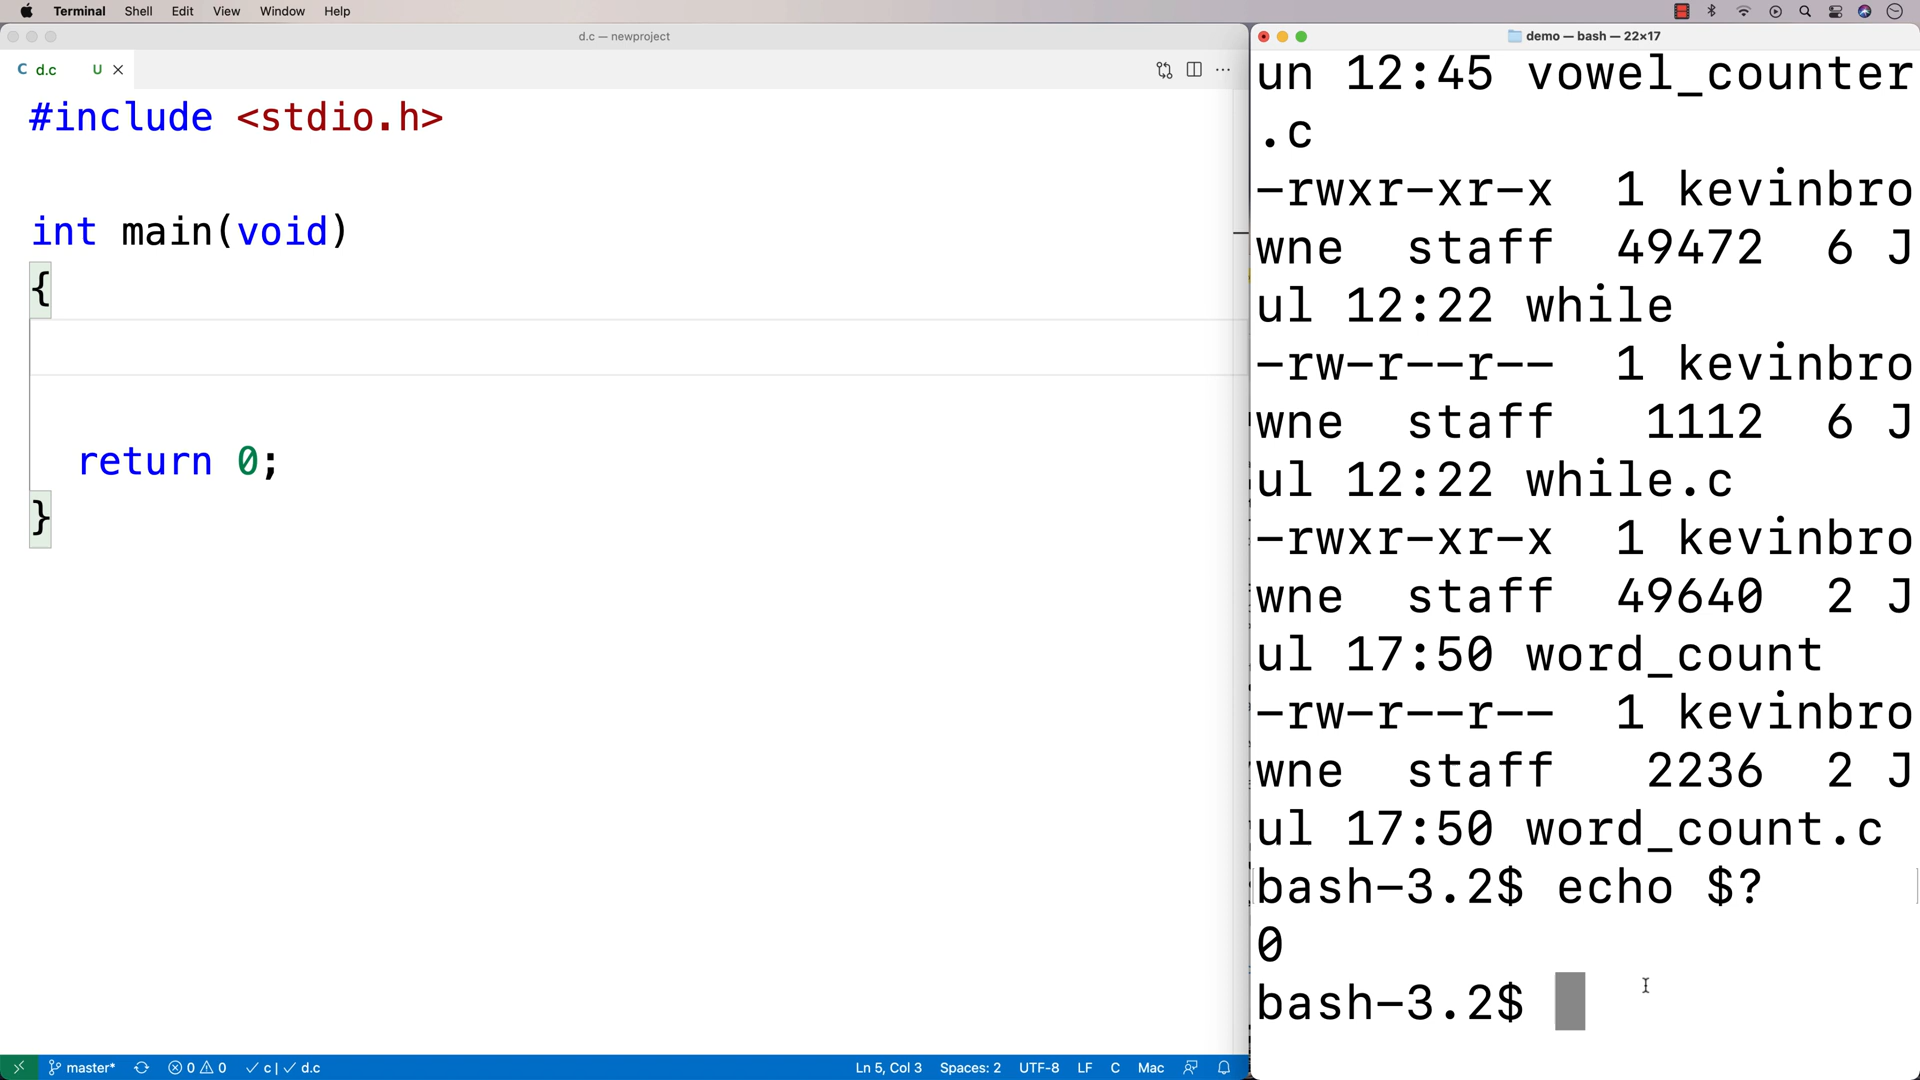 Terminal Shell Edit View Window Help
d.c — newproject
C d.c U
#include <stdio.h>
int main(void)
{
return 0;
}
master* 0 0 c | d.c Ln 5, Col 3 Spaces: 2 UTF-8 LF C Mac
demo — bash — 22×17
un 12:45 vowel_counter
.c
-rwxr-xr-x  1 kevinbro
wne  staff  49472  6 J
ul 12:22 while
-rw-r--r--  1 kevinbro
wne  staff   1112  6 J
ul 12:22 while.c
-rwxr-xr-x  1 kevinbro
wne  staff  49640  2 J
ul 17:50 word_count
-rw-r--r--  1 kevinbro
wne  staff   2236  2 J
ul 17:50 word_count.c
bash-3.2$ echo $?
0
bash-3.2$